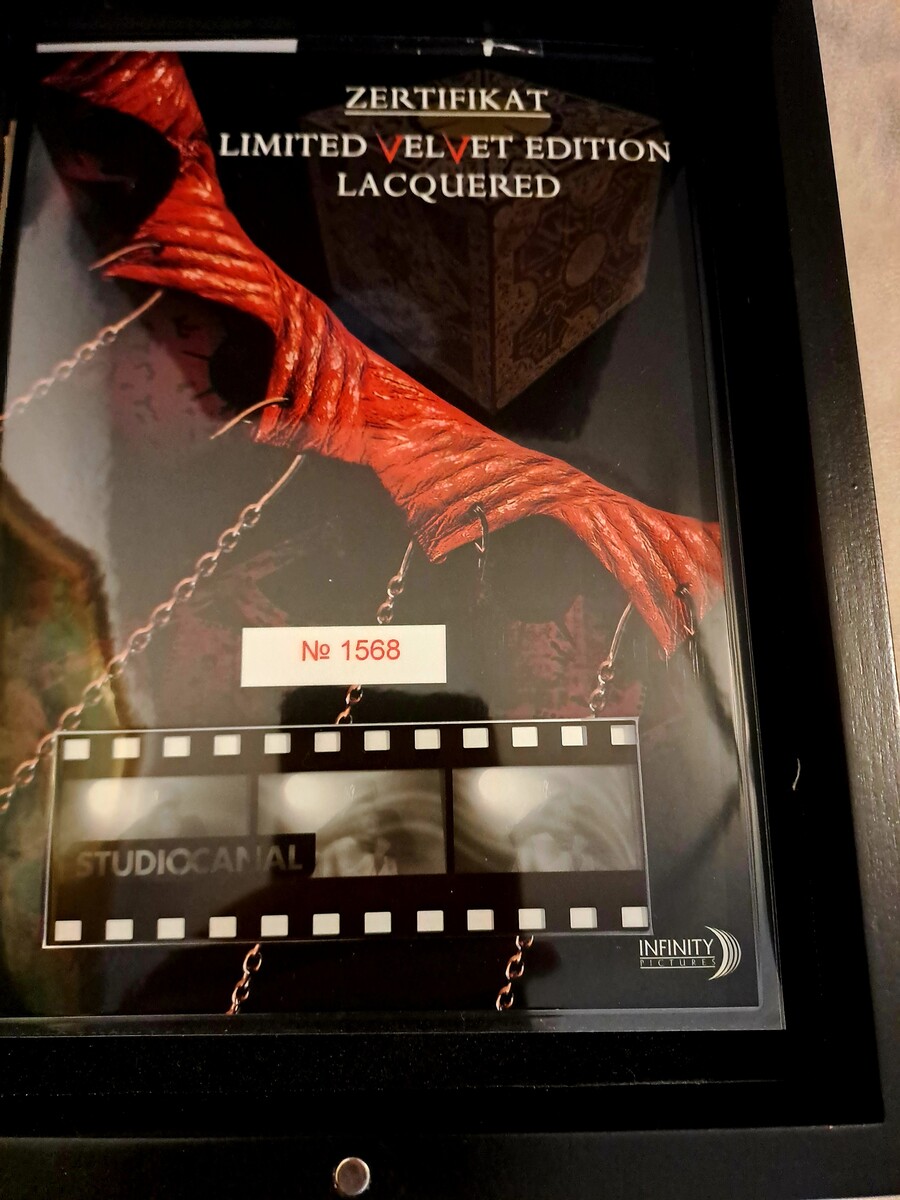 ZERTIFIKAT
LIMITED VELVET EDITION
LACQUERED
№ 1568
STUDIOCANAL
INFINITY
PICTURES